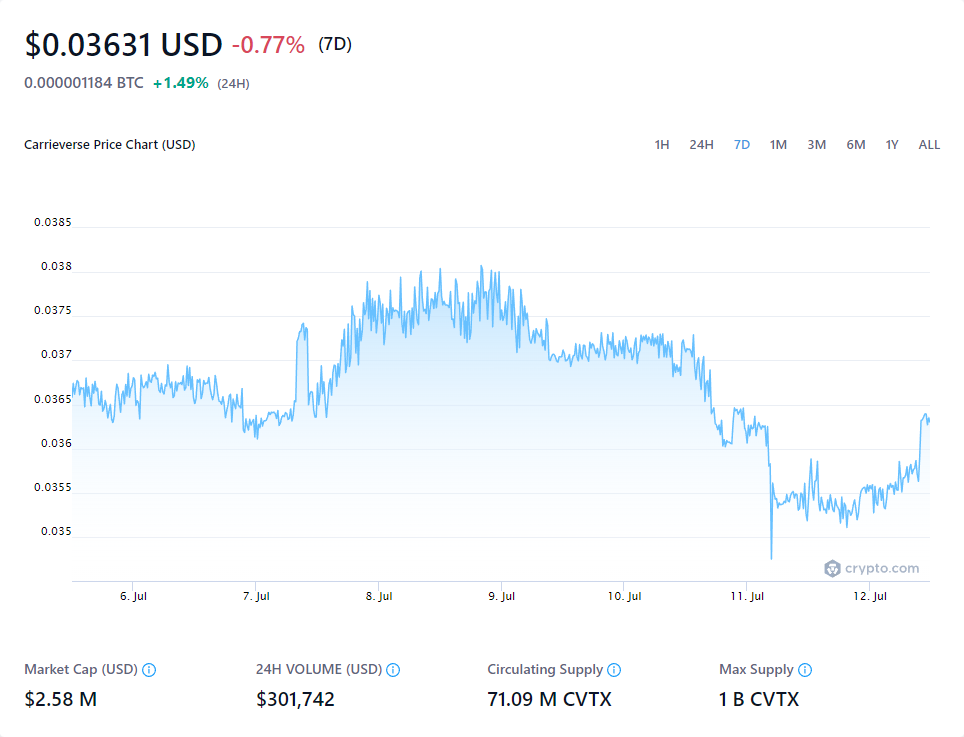 $0.03631 USD -0.77% (7D)
0.000001184 BTC +1.49% (24H)
Carrieverse Price Chart (USD) 1H 24H 7D 1M 3M 6M 1Y ALL
0.0385
0.038
0.0375
0.037
0.0365
0.036
0.0355
0.035
crypto.com
6. Jul 7. Jul 8. Jul 9. Jul 10. Jul 11. Jul 12. Jul
Market Cap (USD) 24H VOLUME (USD) Circulating Supply Max Supply
$2.58 M $301,742 71.09 M CVTX 1 B CVTX